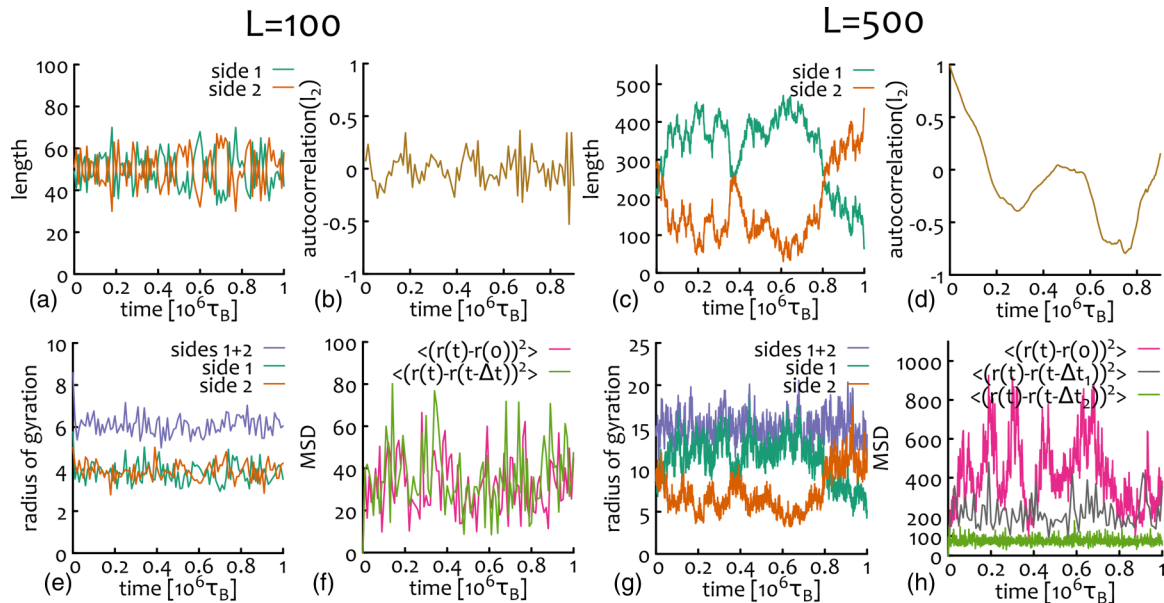 L=100
L=500
100
80
60
40
20
0
length
side 1
side 2
0 0.2 0.4 0.6 0.8 1
(a)
time [10⁶τ_B]
1
0.5
0
-0.5
-1
autocorrelation(l₂)
0 0.2 0.4 0.6 0.8
(b)
time [10⁶τ_B]
500
400
300
200
100
0
length
side 1
side 2
0 0.2 0.4 0.6 0.8 1
(c)
time [10⁶τ_B]
1
0.5
0
-0.5
-1
autocorrelation(l₂)
0 0.2 0.4 0.6 0.8
(d)
time [10⁶τ_B]
10
8
6
4
2
0
radius of gyration
sides 1+2
side 1
side 2
0 0.2 0.4 0.6 0.8 1
(e)
time [10⁶τ_B]
100
80
60
40
20
0
MSD
<(r(t)-r(0))²>
<(r(t)-r(t-Δt))²>
0 0.2 0.4 0.6 0.8 1
(f)
time [10⁶τ_B]
25
20
15
10
5
0
radius of gyration
sides 1+2
side 1
side 2
0 0.2 0.4 0.6 0.8 1
(g)
time [10⁶τ_B]
1000
800
600
400
200
100
0
MSD
<(r(t)-r(0))²>
<(r(t)-r(t-Δt₁))²>
<(r(t)-r(t-Δt₂))²>
0 0.2 0.4 0.6 0.8 1
(h)
time [10⁶τ_B]